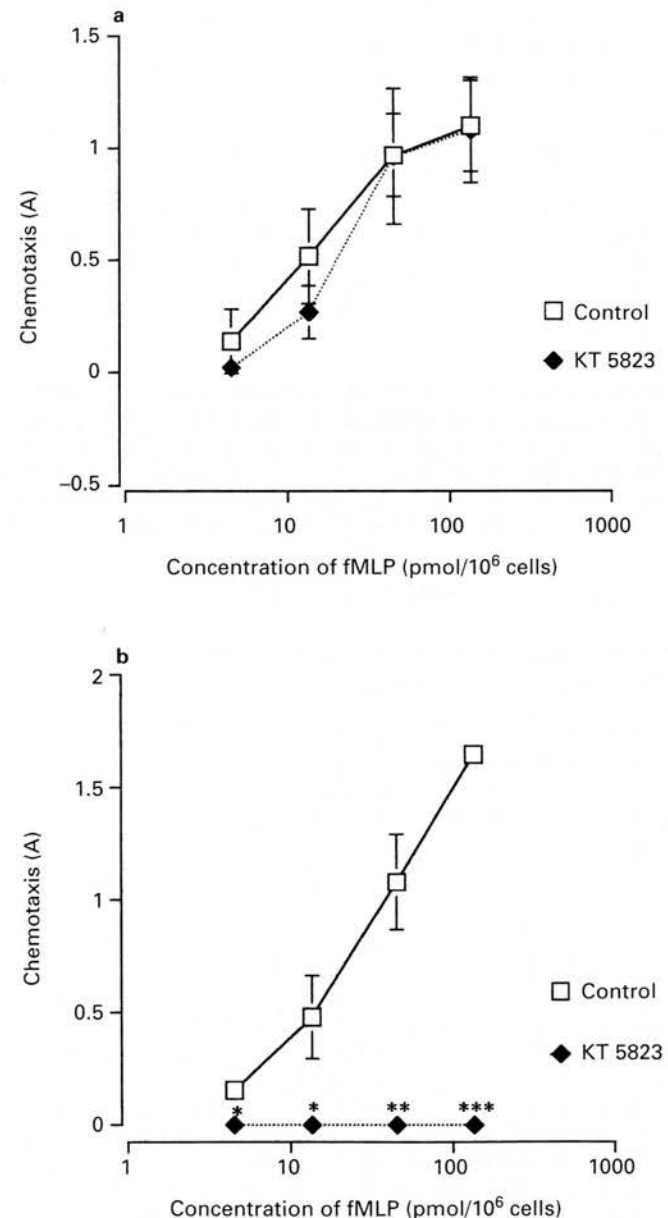 a
1.5
1
0.5
0
−0.5
Chemotaxis (A)
□ Control
◆ KT 5823
1 10 100 1000
Concentration of fMLP (pmol/10⁶ cells)
b
2
1.5
1
0.5
0
Chemotaxis (A)
□ Control
◆ KT 5823
* * ** ***
1 10 100 1000
Concentration of fMLP (pmol/10⁶ cells)